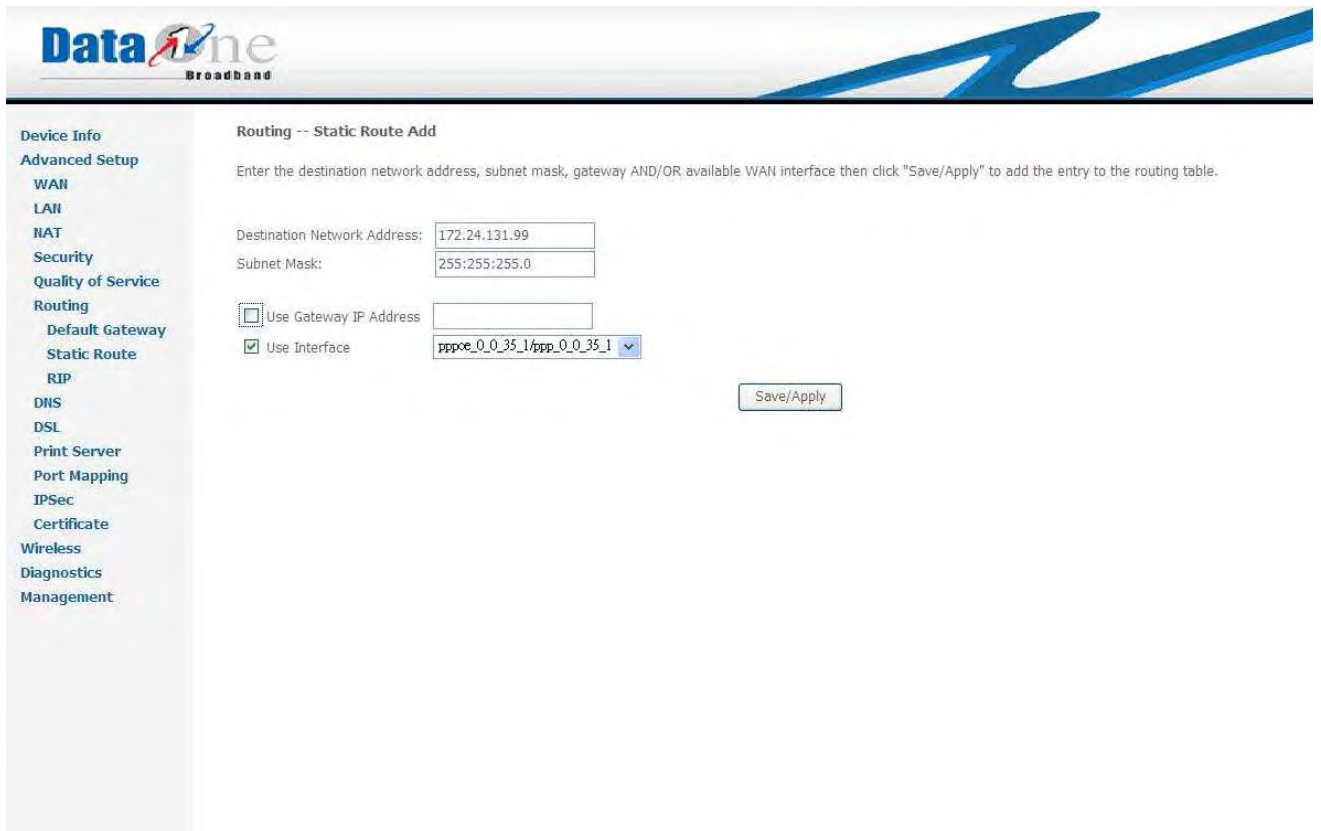 Data One
Broadband
Device Info
Advanced Setup
WAN
LAN
NAT
Security
Quality of Service
Routing
Default Gateway
Static Route
RIP
DNS
DSL
Print Server
Port Mapping
IPSec
Certificate
Wireless
Diagnostics
Management
Routing -- Static Route Add
Enter the destination network address, subnet mask, gateway AND/OR available WAN interface then click "Save/Apply" to add the entry to the routing table.
Destination Network Address: 172.24.131.99
Subnet Mask: 255:255:255.0
Use Gateway IP Address
Use Interface pppoe_0_0_35_1/ppp_0_0_35_1
Save/Apply